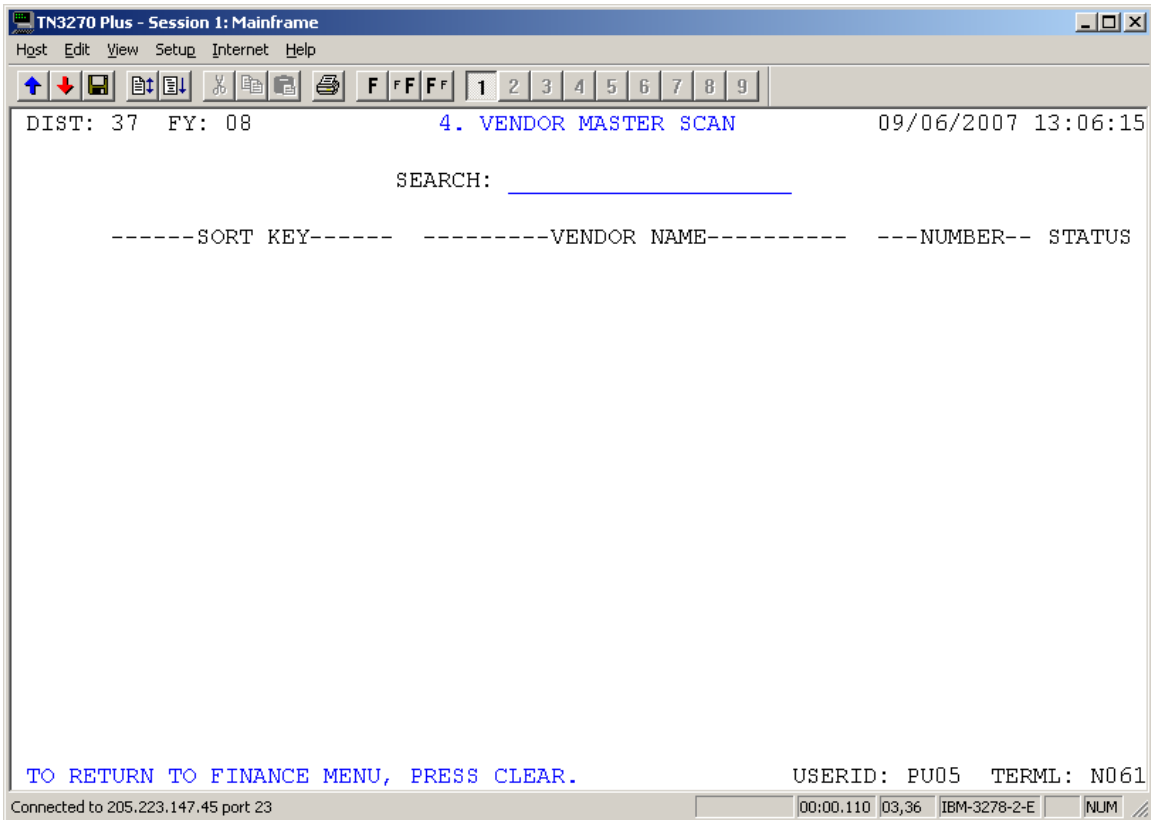 TN3270 Plus - Session 1: Mainframe
Host Edit View Setup Internet Help
F FF FF 1 2 3 4 5 6 7 8 9
DIST: 37 FY: 08 4. VENDOR MASTER SCAN 09/06/2007 13:06:15
SEARCH: ____________________
------SORT KEY------ ---------VENDOR NAME---------- ---NUMBER-- STATUS
TO RETURN TO FINANCE MENU, PRESS CLEAR. USERID: PU05 TERML: N061
Connected to 205.223.147.45 port 23 00:00.110 03,36 IBM-3278-2-E NUM